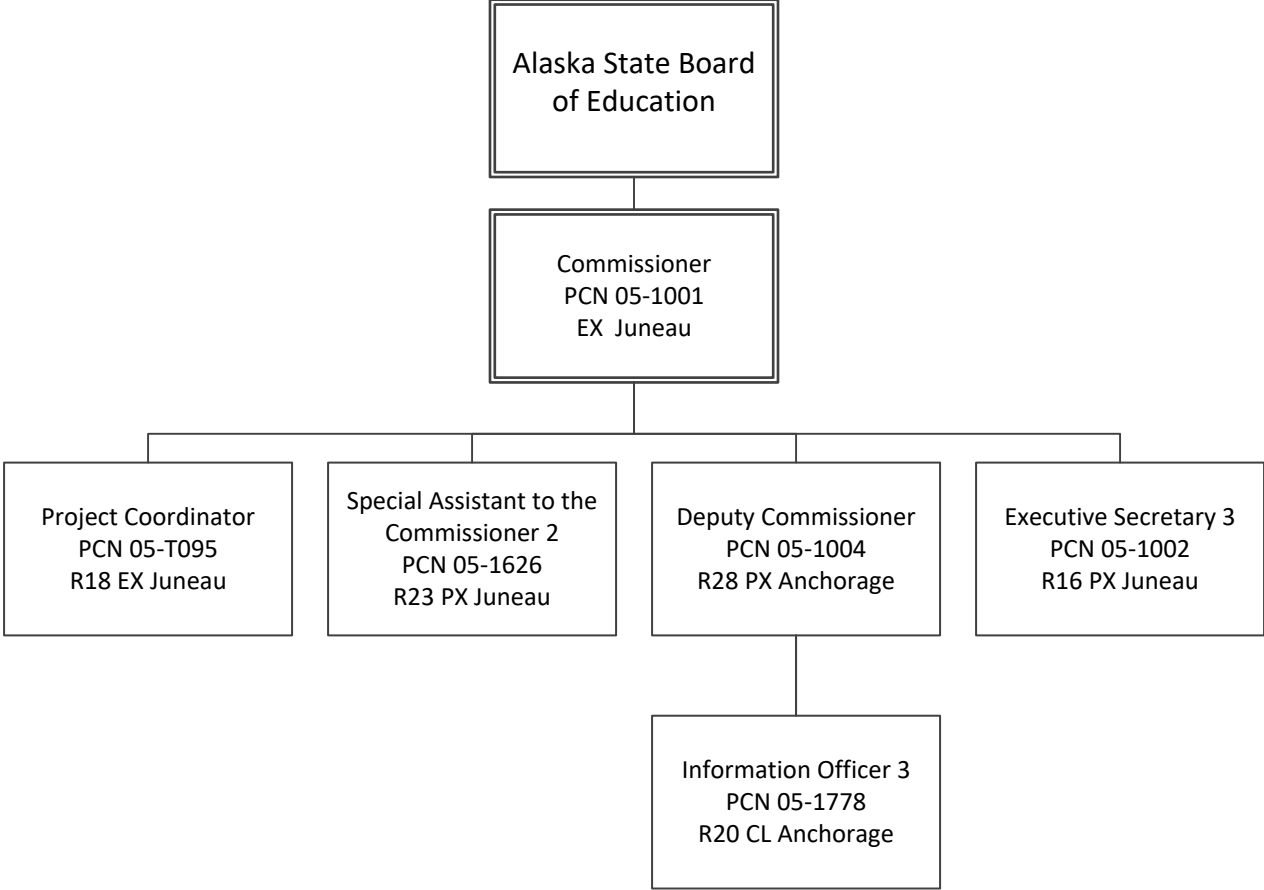 Alaska State Board
of Education
Commissioner
PCN 05-1001
EX  Juneau
Project Coordinator
PCN 05-T095
R18 EX Juneau
Special Assistant to the
Commissioner 2
PCN 05-1626
R23 PX Juneau
Deputy Commissioner
PCN 05-1004
R28 PX Anchorage
Executive Secretary 3
PCN 05-1002
R16 PX Juneau
Information Officer 3
PCN 05-1778
R20 CL Anchorage